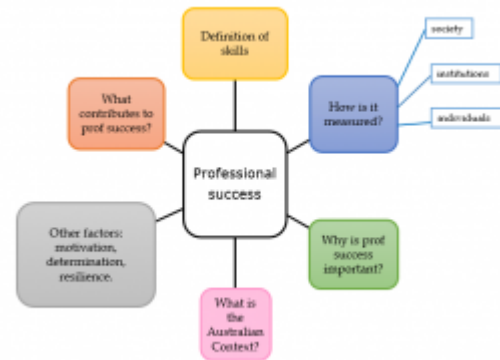 Definition of
skills
society
institutions
individuals
How is it
measured?
What
contributes to
prof success?
Professional
success
Other factors:
motivation,
determination,
resilience.
Why is prof
success
important?
What is
the
Australian
Context?